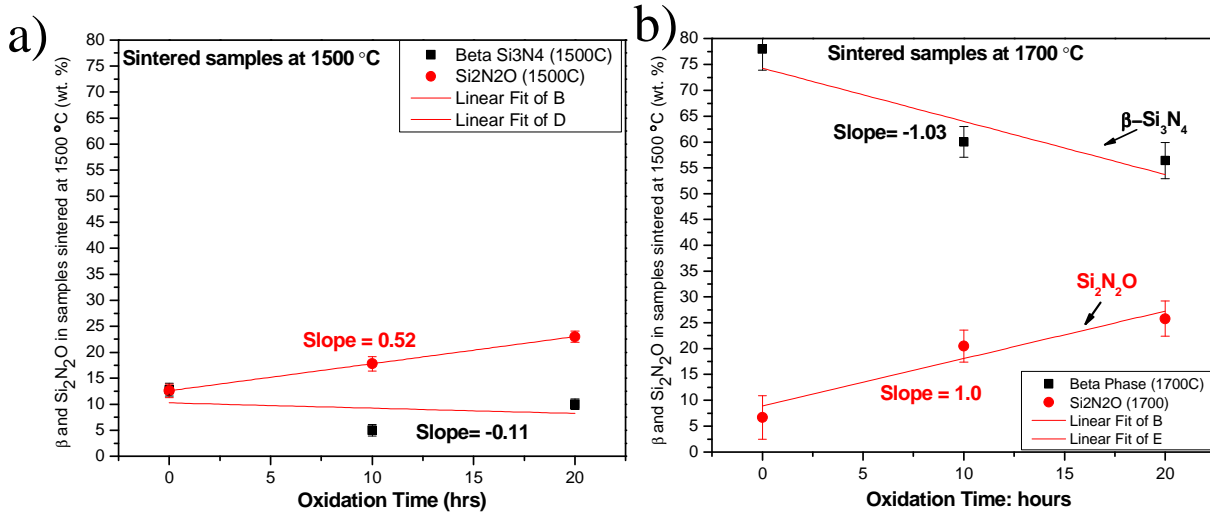 a)
β and Si2N2O in samples sintered at 1500 °C (wt. %)
80
75
70
65
60
55
50
45
40
35
30
25
20
15
10
5
0
Sintered samples at 1500 °C
Beta Si3N4 (1500C)
Si2N2O (1500C)
Linear Fit of B
Linear Fit of D
Slope = 0.52
Slope= -0.11
0
5
10
15
20
Oxidation Time (hrs)
b)
β and Si2N2O in samples sintered at 1500 °C (wt. %)
80
75
70
65
60
55
50
45
40
35
30
25
20
15
10
5
0
Sintered samples at 1700 °C
Slope= -1.03
β–Si3N4
Si2N2O
Slope = 1.0
Beta Phase (1700C)
Si2N2O (1700)
Linear Fit of B
Linear Fit of E
0
5
10
15
20
Oxidation Time: hours